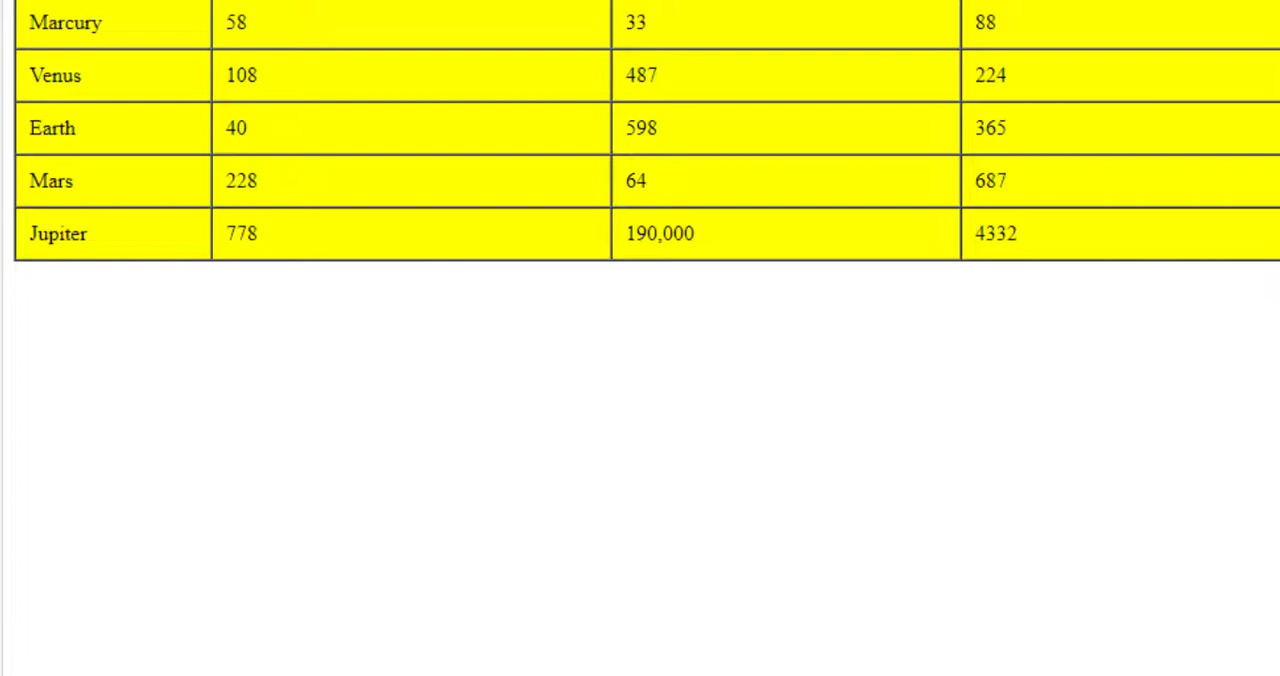 Marcury 58 33 88
Venus 108 487 224
Earth 40 598 365
Mars 228 64 687
Jupiter 778 190,000 4332